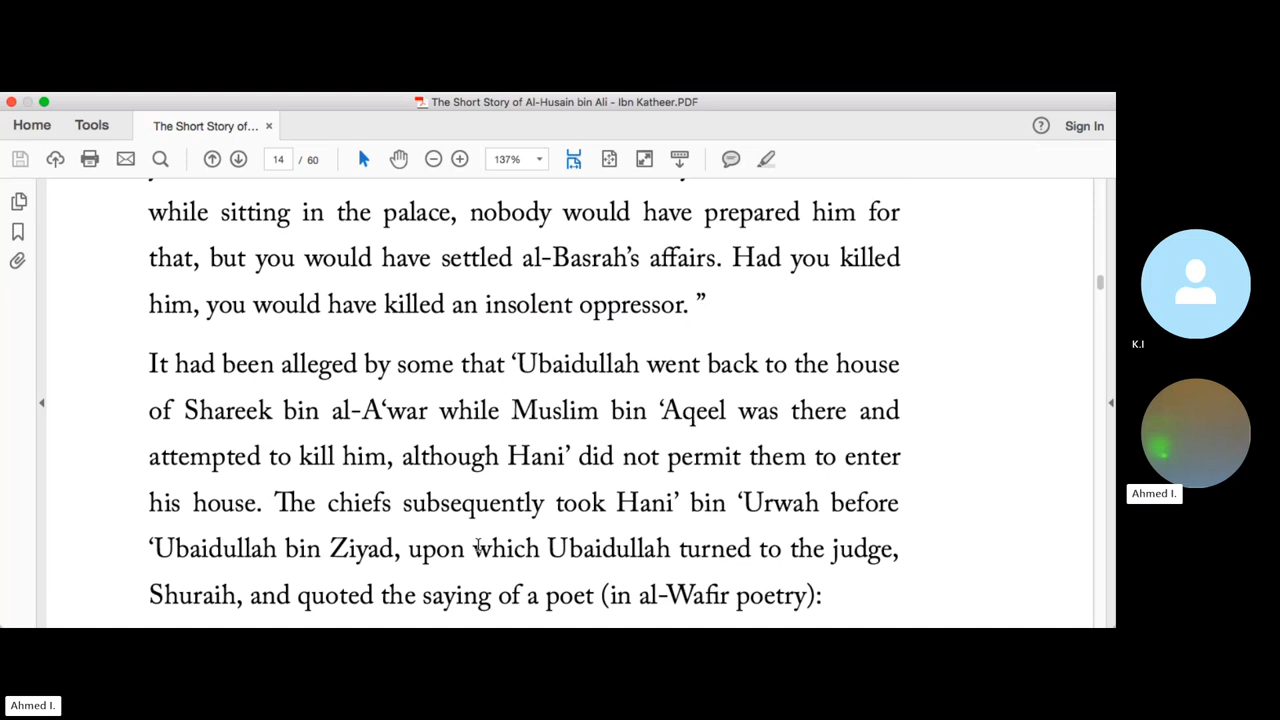 The Short Story of Al-Husain bin Ali - Ibn Katheer.PDF
Home
Tools
The Short Story of...
Sign In
14 / 60
137%
while sitting in the palace, nobody would have prepared him for
that, but you would have settled al-Basrah’s affairs. Had you killed
him, you would have killed an insolent oppressor. ”
It had been alleged by some that ‘Ubaidullah went back to the house
of Shareek bin al-A‘war while Muslim bin ‘Aqeel was there and
attempted to kill him, although Hani’ did not permit them to enter
his house. The chiefs subsequently took Hani’ bin ‘Urwah before
‘Ubaidullah bin Ziyad, upon which Ubaidullah turned to the judge,
Shuraih, and quoted the saying of a poet (in al-Wafir poetry):
K.I
Ahmed I.
Ahmed I.